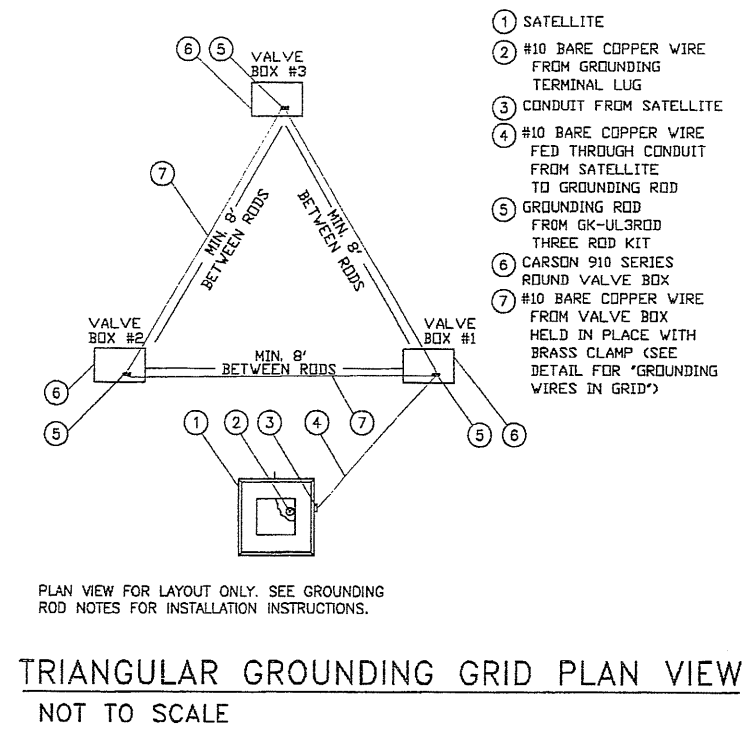 6 5
VALVE
BOX #3
7
MIN. 8'
BETWEEN RODS
MIN. 8'
BETWEEN RODS
VALVE
BOX #2
VALVE
BOX #1
MIN. 8'
BETWEEN RODS
6
5
1 2 3 4 7
5 6
1 SATELLITE
2 #10 BARE COPPER WIRE
FROM GROUNDING
TERMINAL LUG
3 CONDUIT FROM SATELLITE
4 #10 BARE COPPER WIRE
FED THROUGH CONDUIT
FROM SATELLITE
TO GROUNDING ROD
5 GROUNDING ROD
FROM GK-UL3ROD
THREE ROD KIT
6 CARSON 910 SERIES
ROUND VALVE BOX
7 #10 BARE COPPER WIRE
FROM VALVE BOX
HELD IN PLACE WITH
BRASS CLAMP (SEE
DETAIL FOR "GROUNDING
WIRES IN GRID")
PLAN VIEW FOR LAYOUT ONLY. SEE GROUNDING
ROD NOTES FOR INSTALLATION INSTRUCTIONS.
TRIANGULAR GROUNDING GRID PLAN VIEW
NOT TO SCALE